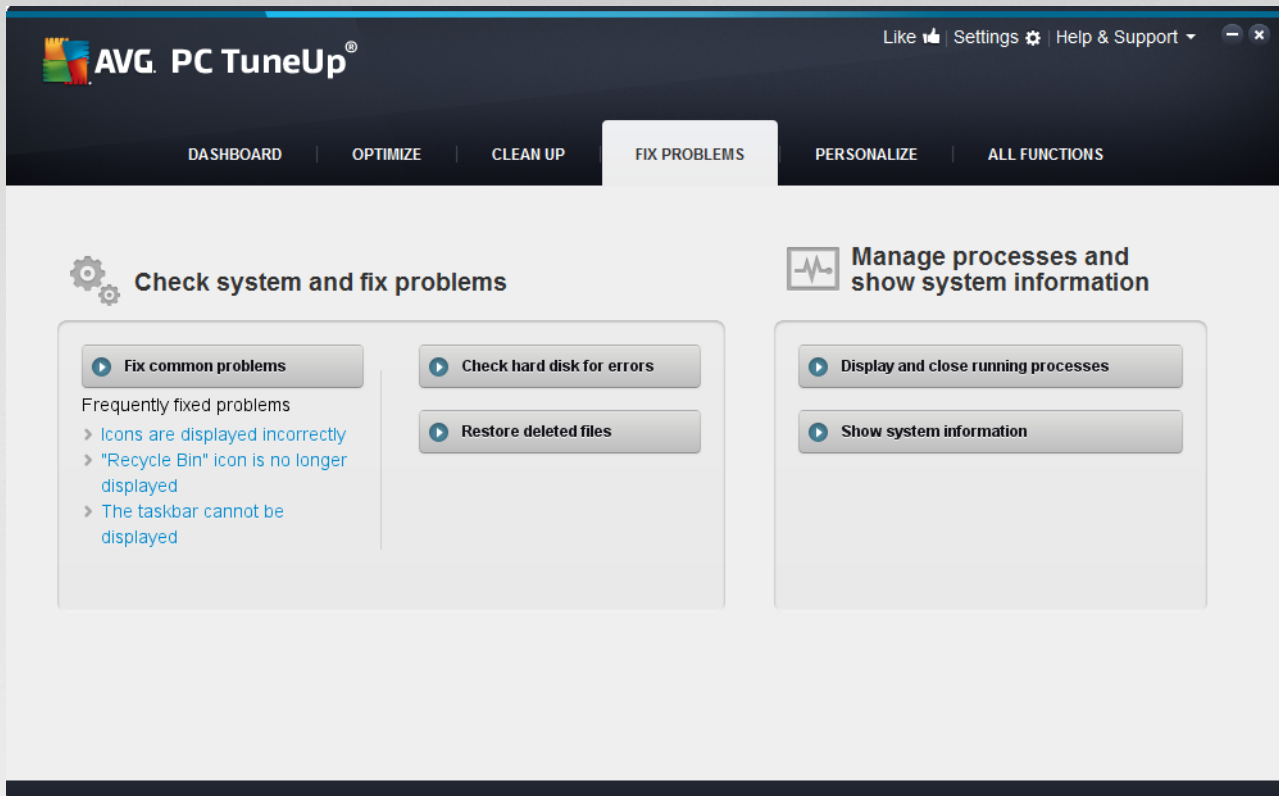 Like | Settings | Help & Support
AVG. PC TuneUp®
DASHBOARD
OPTIMIZE
CLEAN UP
FIX PROBLEMS
PERSONALIZE
ALL FUNCTIONS
Check system and fix problems
Fix common problems
Frequently fixed problems
Icons are displayed incorrectly
"Recycle Bin" icon is no longer
displayed
The taskbar cannot be
displayed
Check hard disk for errors
Restore deleted files
Manage processes and
show system information
Display and close running processes
Show system information